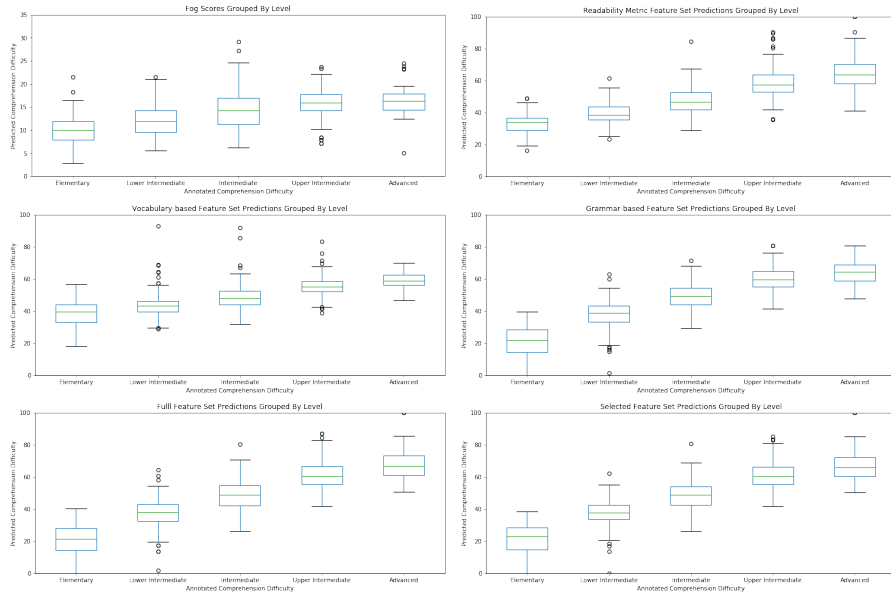 Fog Scores Grouped By Level
Predicted Comprehension Difficulty
35
30
25
20
15
10
5
0
Elementary Lower Intermediate Intermediate Upper Intermediate Advanced
Annotated Comprehension Difficulty
Readability Metric Feature Set Predictions Grouped By Level
Predicted Comprehension Difficulty
100
80
60
40
20
0
Elementary Lower Intermediate Intermediate Upper Intermediate Advanced
Annotated Comprehension Difficulty
Vocabulary-based Feature Set Predictions Grouped By Level
Predicted Comprehension Difficulty
100
80
60
40
20
0
Elementary Lower Intermediate Intermediate Upper Intermediate Advanced
Annotated Comprehension Difficulty
Grammar-based Feature Set Predictions Grouped By Level
Predicted Comprehension Difficulty
100
80
60
40
20
0
Elementary Lower Intermediate Intermediate Upper Intermediate Advanced
Annotated Comprehension Difficulty
Fulll Feature Set Predictions Grouped By Level
Predicted Comprehension Difficulty
100
80
60
40
20
0
Elementary Lower Intermediate Intermediate Upper Intermediate Advanced
Annotated Comprehension Difficulty
Selected Feature Set Predictions Grouped By Level
Predicted Comprehension Difficulty
100
80
60
40
20
0
Elementary Lower Intermediate Intermediate Upper Intermediate Advanced
Annotated Comprehension Difficulty